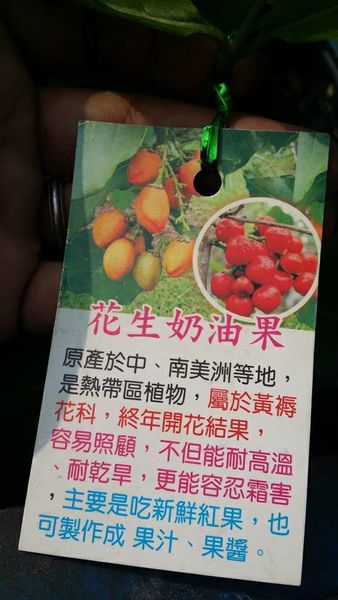 花生奶油果
原產於中、南美洲等地，
是熱帶區植物，屬於黃褥
花科，終年開花結果，
容易照顧，不但能耐高溫
、耐乾旱，更能容忍霜害
，主要是吃新鮮紅果，也
可製作成 果汁、果醬。